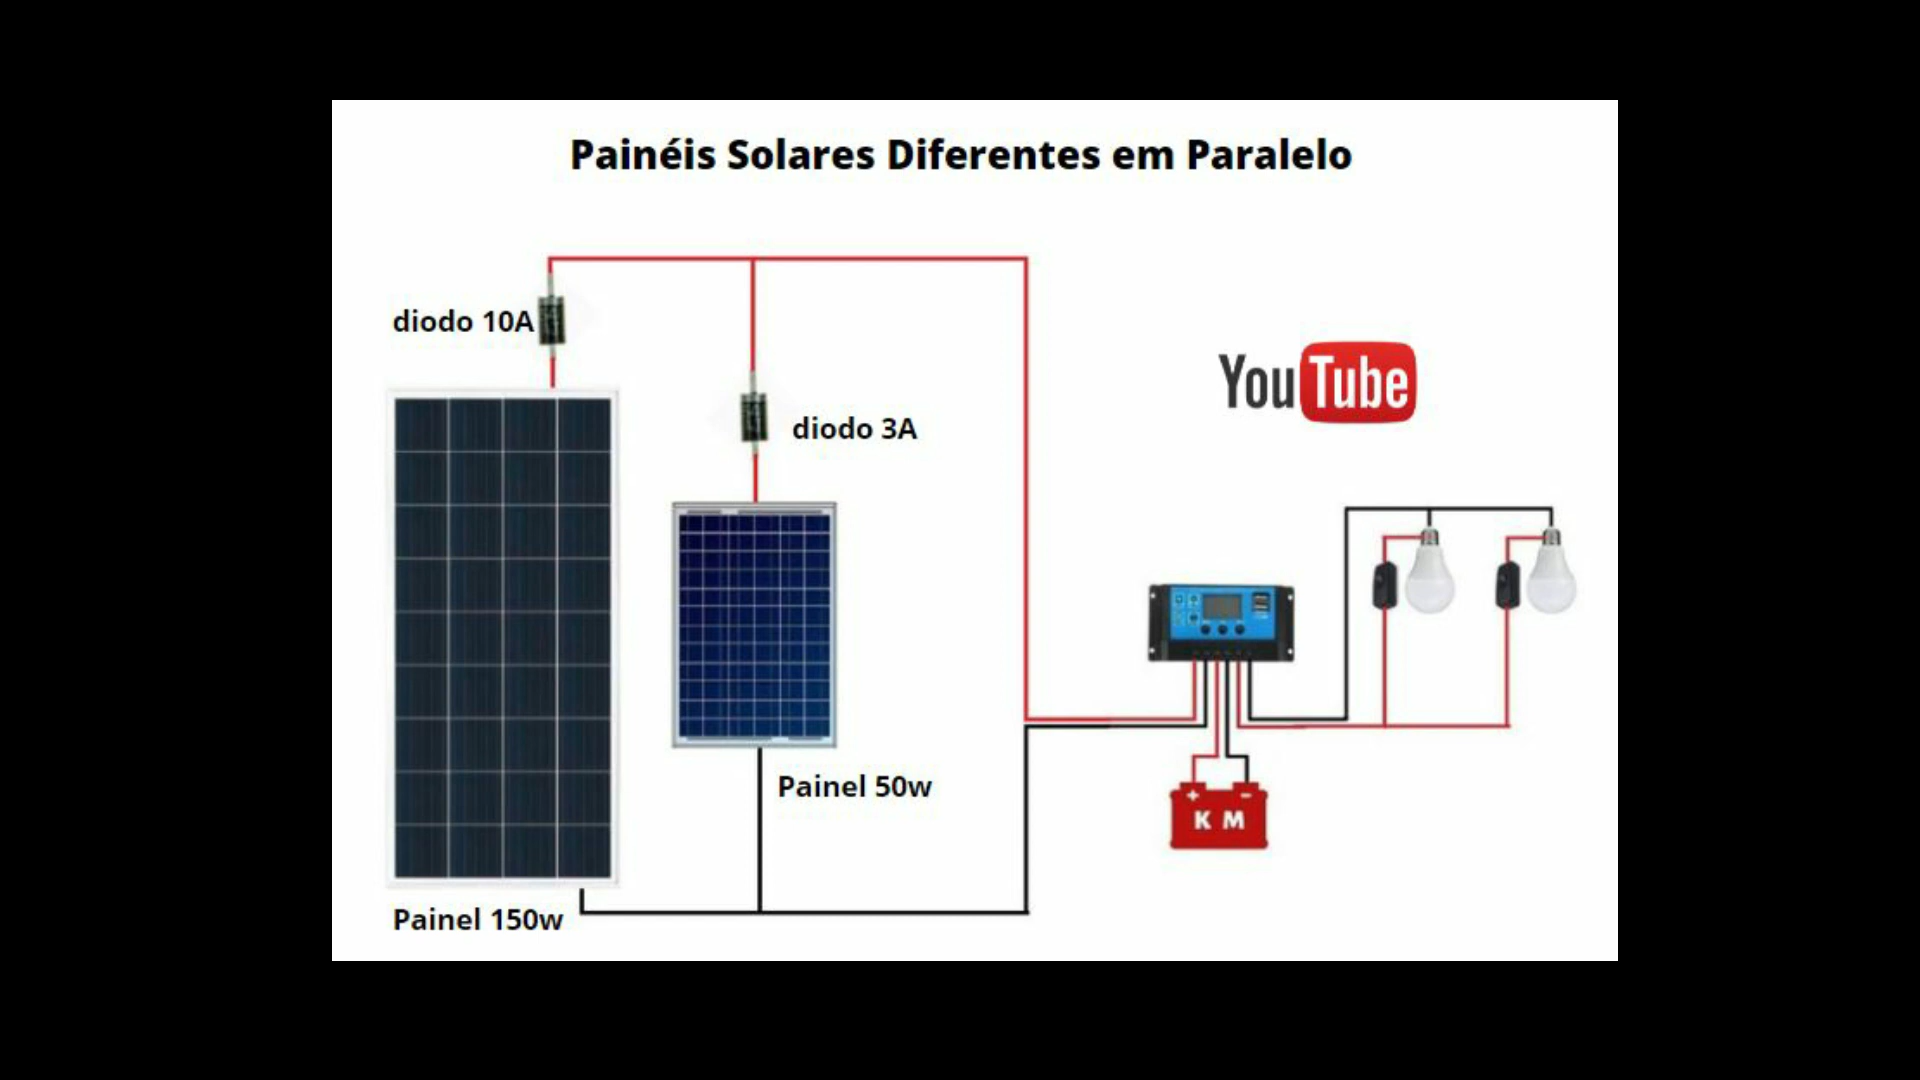 Painéis Solares Diferentes em Paralelo
diodo 10A
diodo 3A
YouTube
Painel 50w
+ -
K M
Painel 150w